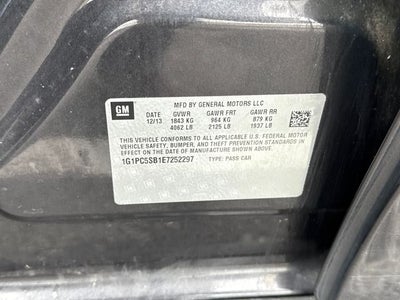 GM
MFD BY GENERAL MOTORS LLC
DATE GVWR GAWR FRT GAWR RR
12/13 1843 KG 964 KG 879 KG
4062 LB 2125 LB 1937 LB
THIS VEHICLE CONFORMS TO ALL APPLICABLE U.S. FEDERAL MOTOR
VEHICLE SAFETY, BUMPER, AND THEFT PREVENTION STANDARDS IN
EFFECT ON THE DATE OF MANUFACTURE SHOWN ABOVE.
1G1PC5SB1E7252297 TYPE: PASS CAR